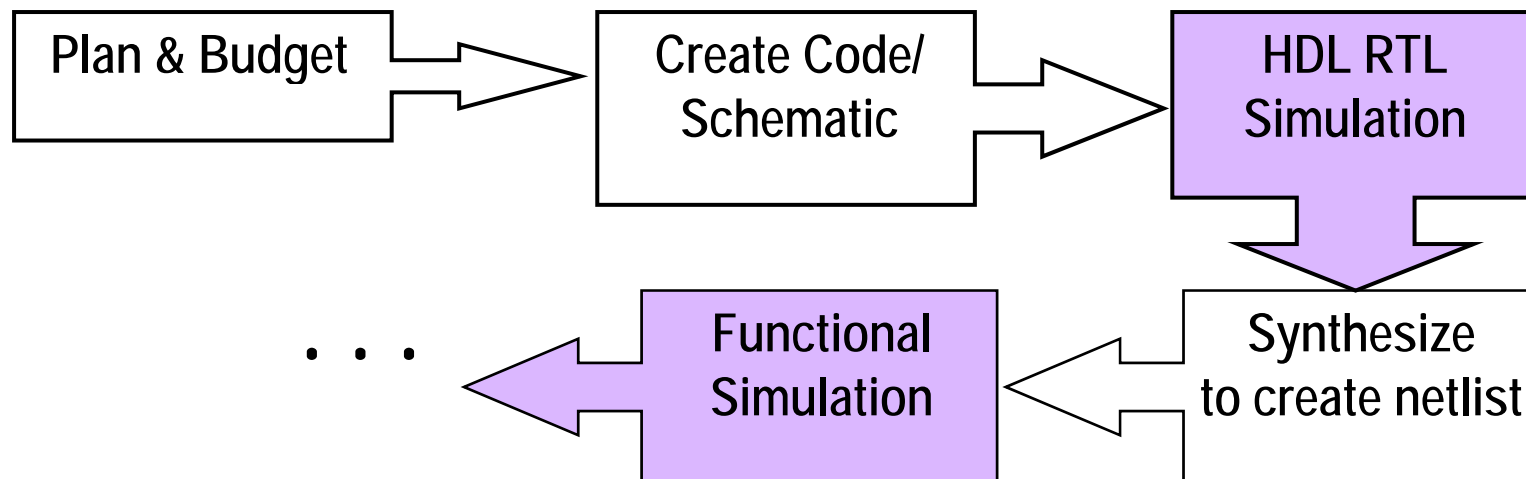 Plan & Budget
Create Code/
Schematic
HDL RTL
Simulation
Synthesize
to create netlist
Functional
Simulation
. . .